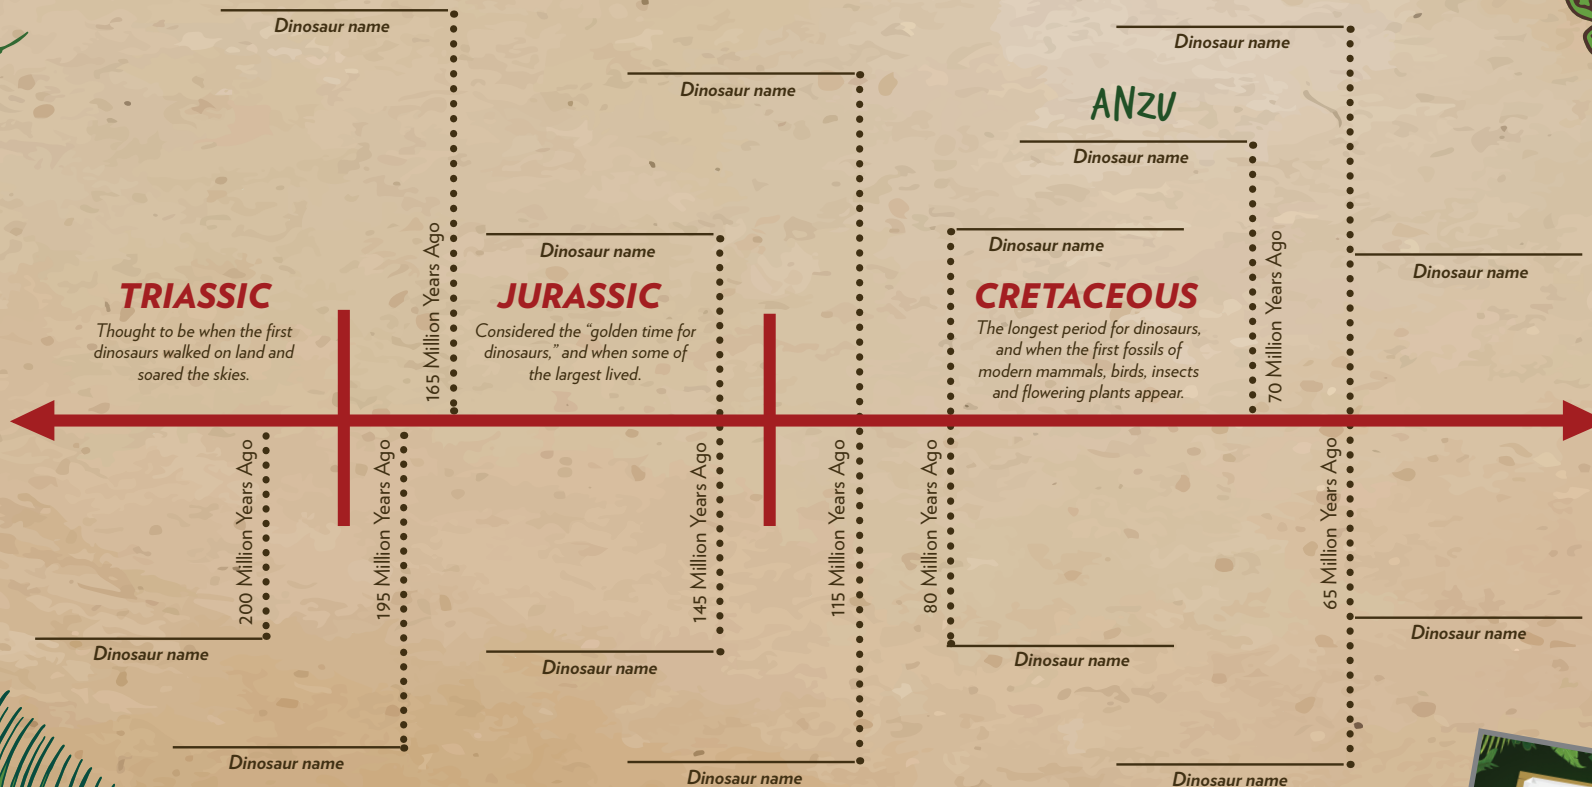 Dinosaur name
Dinosaur name
Dinosaur name
ANZU
Dinosaur name
Dinosaur name
Dinosaur name
Dinosaur name
TRIASSIC
Thought to be when the first
dinosaurs walked on land and
soared the skies.
165 Million Years Ago
JURASSIC
Considered the “golden time for
dinosaurs,” and when some of
the largest lived.
CRETACEOUS
The longest period for dinosaurs,
and when the first fossils of
modern mammals, birds, insects
and flowering plants appear.
70 Million Years Ago
200 Million Years Ago
195 Million Years Ago
145 Million Years Ago
115 Million Years Ago
80 Million Years Ago
65 Million Years Ago
Dinosaur name
Dinosaur name
Dinosaur name
Dinosaur name
Dinosaur name
Dinosaur name
Dinosaur name